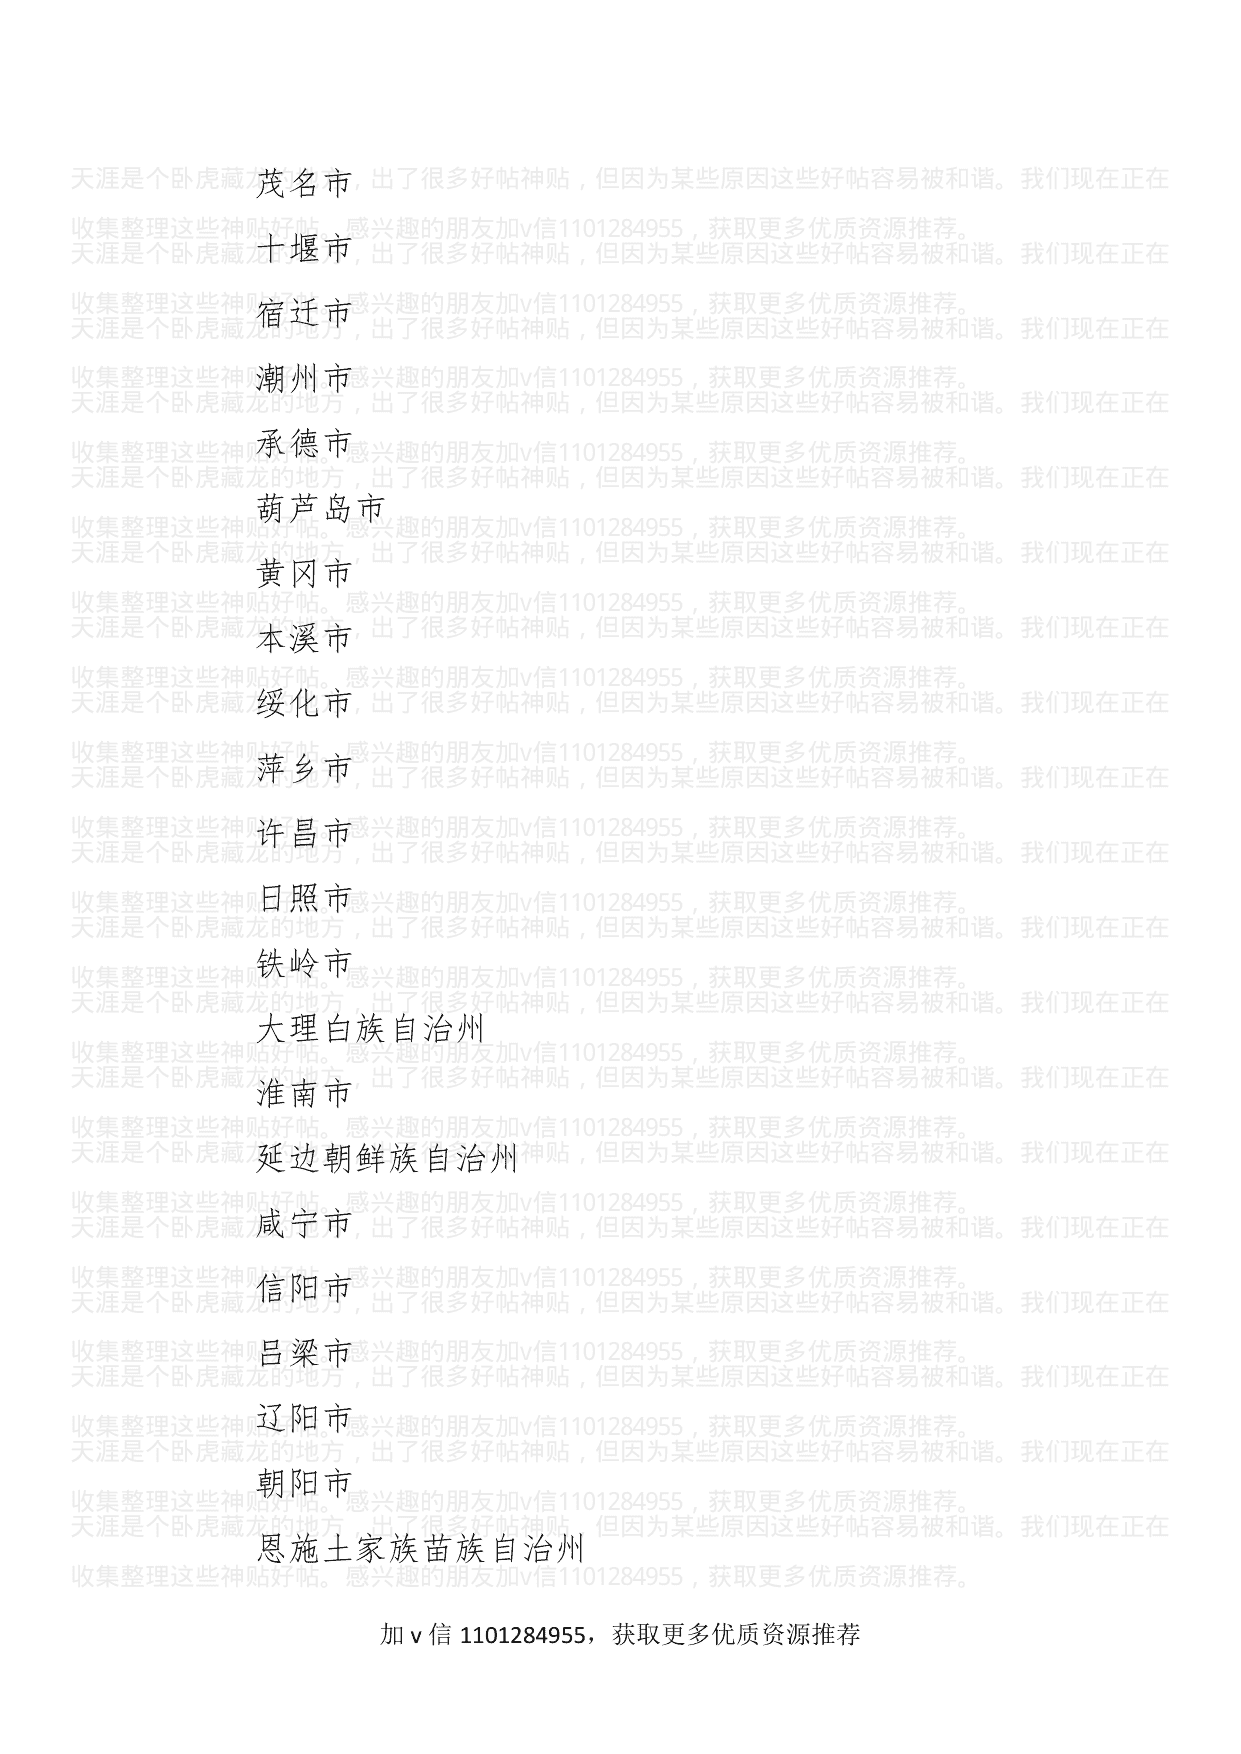 茂名市
十堰市
宿迁市
潮州市
承德市
葫芦岛市
黄冈市
本溪市
绥化市
萍乡市
许昌市
日照市
铁岭市
大理白族自治州
淮南市
延边朝鲜族自治州
咸宁市
信阳市
吕梁市
辽阳市
朝阳市
恩施土家族苗族自治州
加 v 信 1101284955，获取更多优质资源推荐